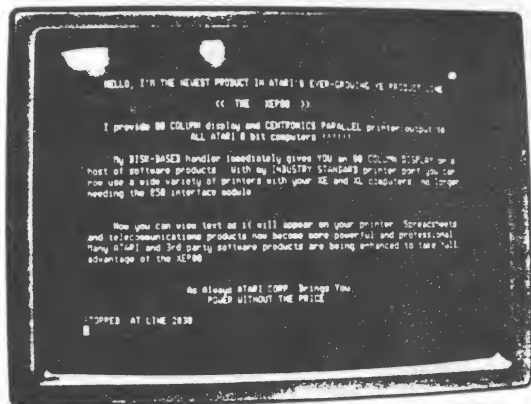 HELLO, I'M THE NEWEST PRODUCT IN ATARI'S EVER-GROWING XE PRODUCT LINE
<< THE XEP80 >>
I provide 80 COLUMN display and CENTRONICS PARALLEL printer output to
ALL ATARI 8 bit computers !!!!!!
My DISK-BASED handler immediately gives YOU an 80 COLUMN DISPLAY on a
host of software products. With my INDUSTRY STANDARD printer port you can
now use a wide variety of printers with your XE and XL computers, no longer
needing the 850 interface module.
Now you can view text as it will appear on your printer. Spreadsheets
and telecommunications products now become more powerful and professional.
Many ATARI and 3rd party software products are being enhanced to take full
advantage of the XEP80
As Always ATARI CORP. Brings You,
POWER WITHOUT THE PRICE
STOPPED AT LINE 2030